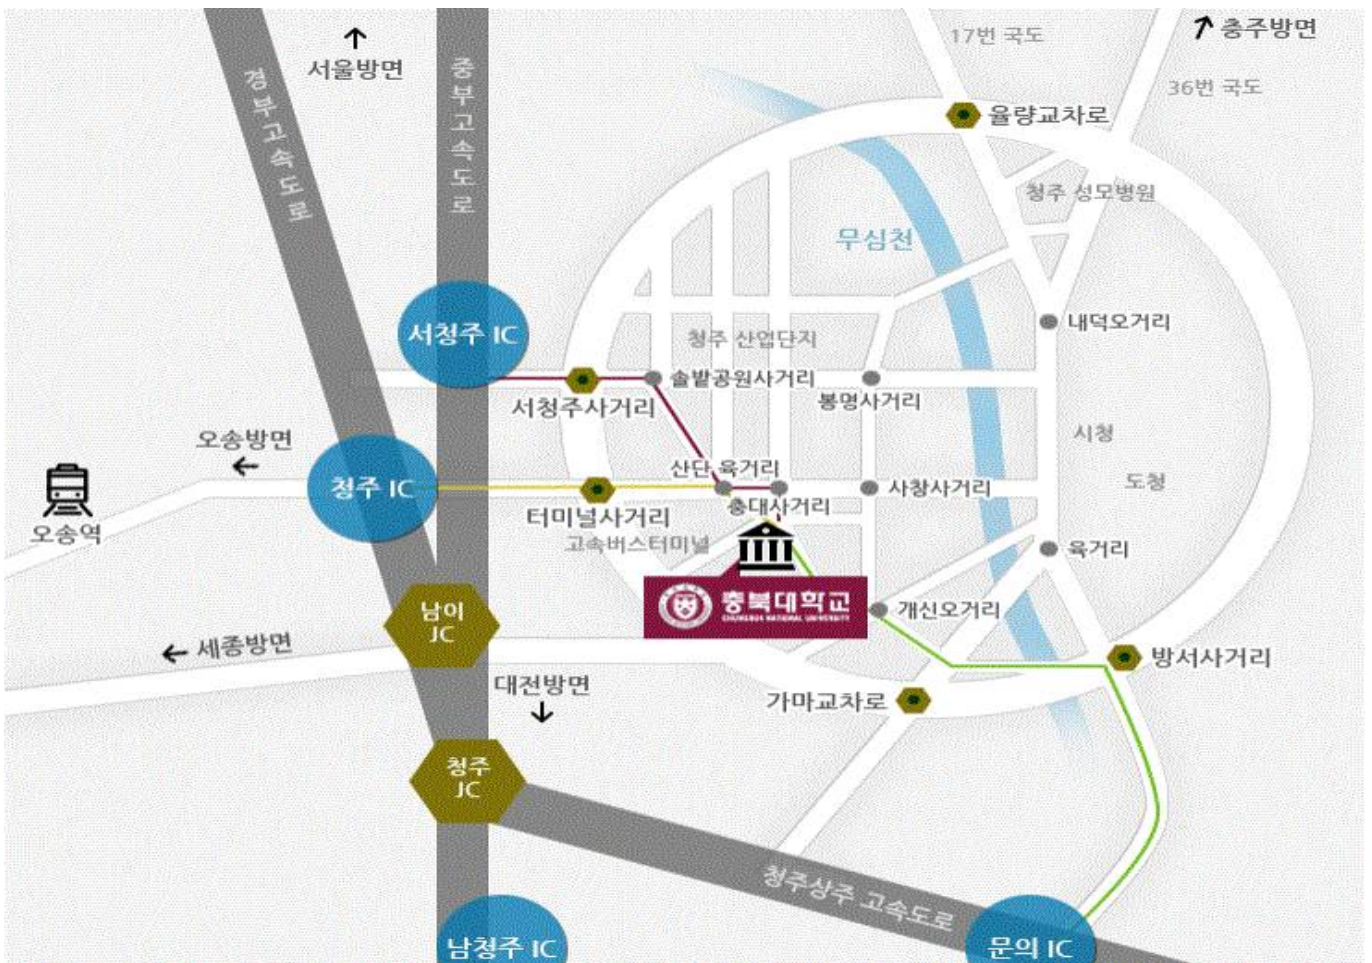 17번 국도
충주방면
서울방면
경부고속도로
중부고속도로
36번 국도
율량교차로
청주 성모병원
무심천
서청주 IC
내덕오거리
청주 산업단지
솔밭공원사거리
서청주사거리
봉명사거리
오송방면
시청
산단 육거리
청주 IC
사창사거리
도청
충대사거리
터미널사거리
오송역
고속버스터미널
육거리
충북대학교
CHUNGBUK NATIONAL UNIVERSITY
개신오거리
남이
JC
세종방면
방서사거리
대전방면
가마교차로
청주
JC
청주상주 고속도로
남청주 IC
문의 IC